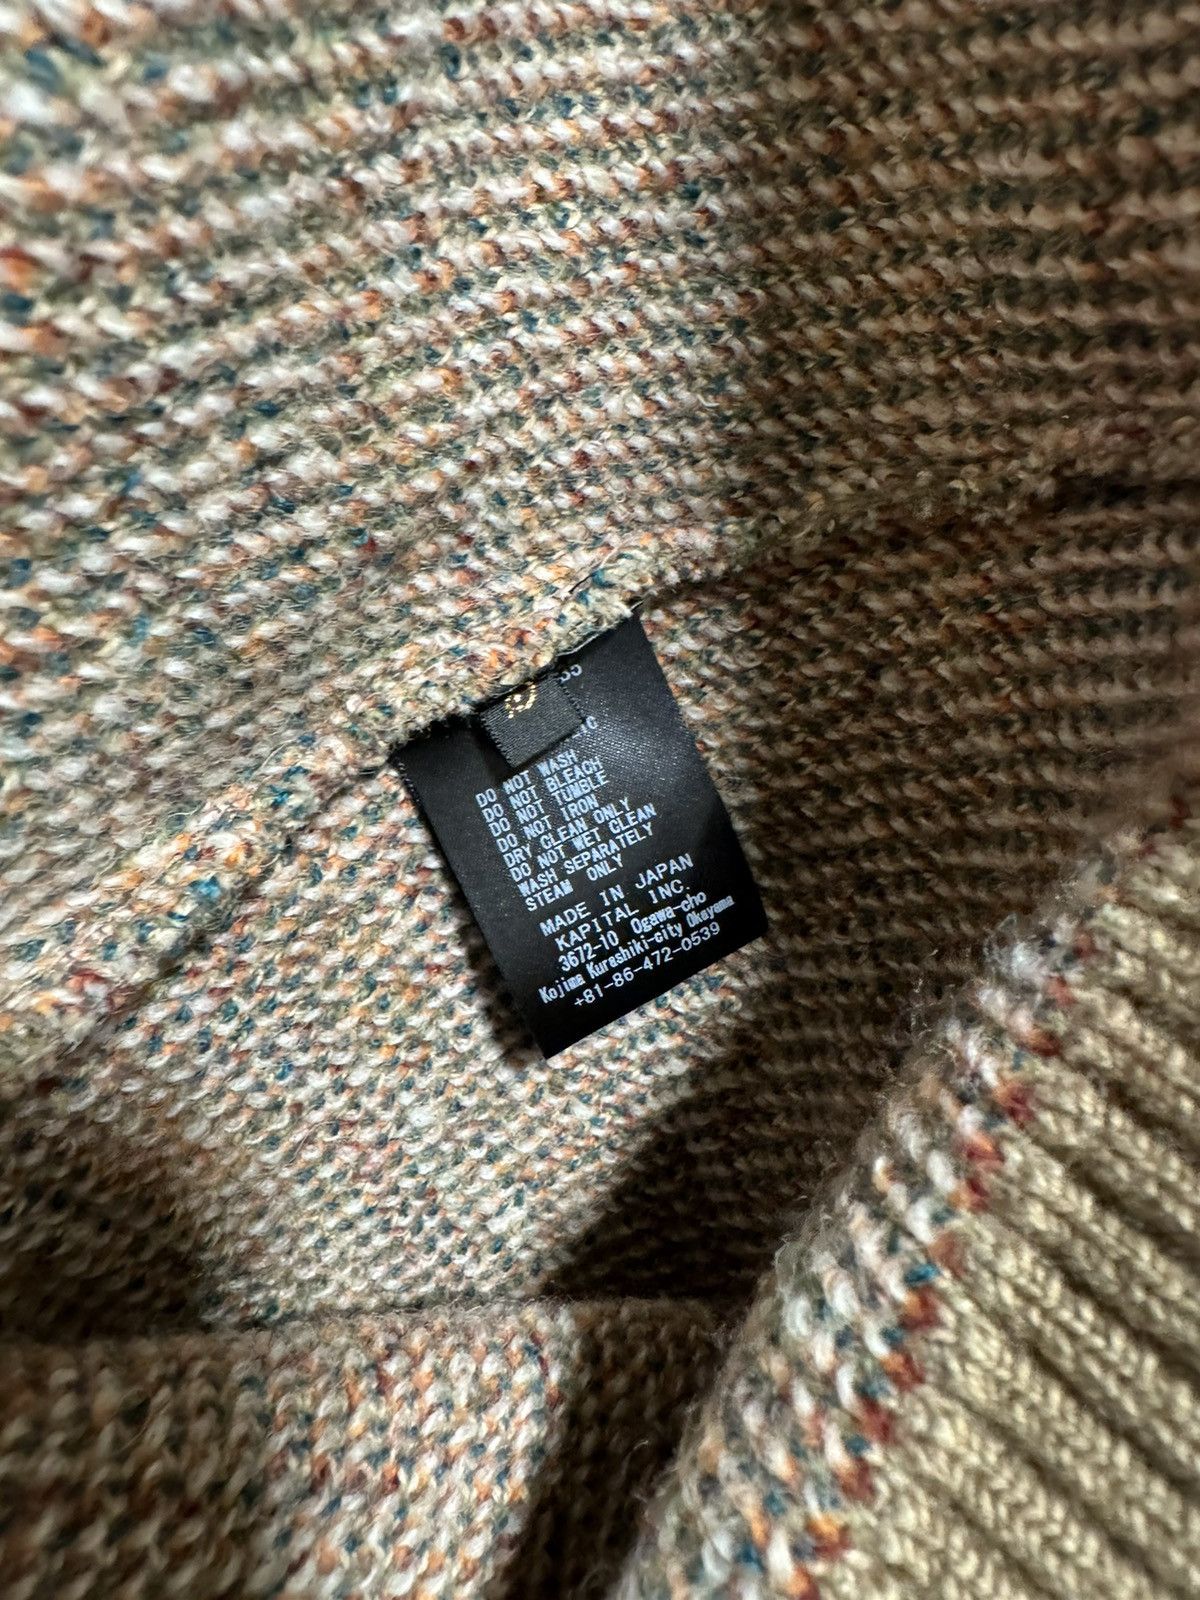 DO NOT WASH
DO NOT BLEACH
DO NOT TUMBLE
DO NOT IRON
DRY CLEAN ONLY
DO NOT WET CLEAN
WASH SEPARATELY
STEAM ONLY
MADE IN JAPAN
KAPITAL INC.
3672-10 Ogawa-cho
Kojima Kurashiki-city Okayama
+81-86-472-0539